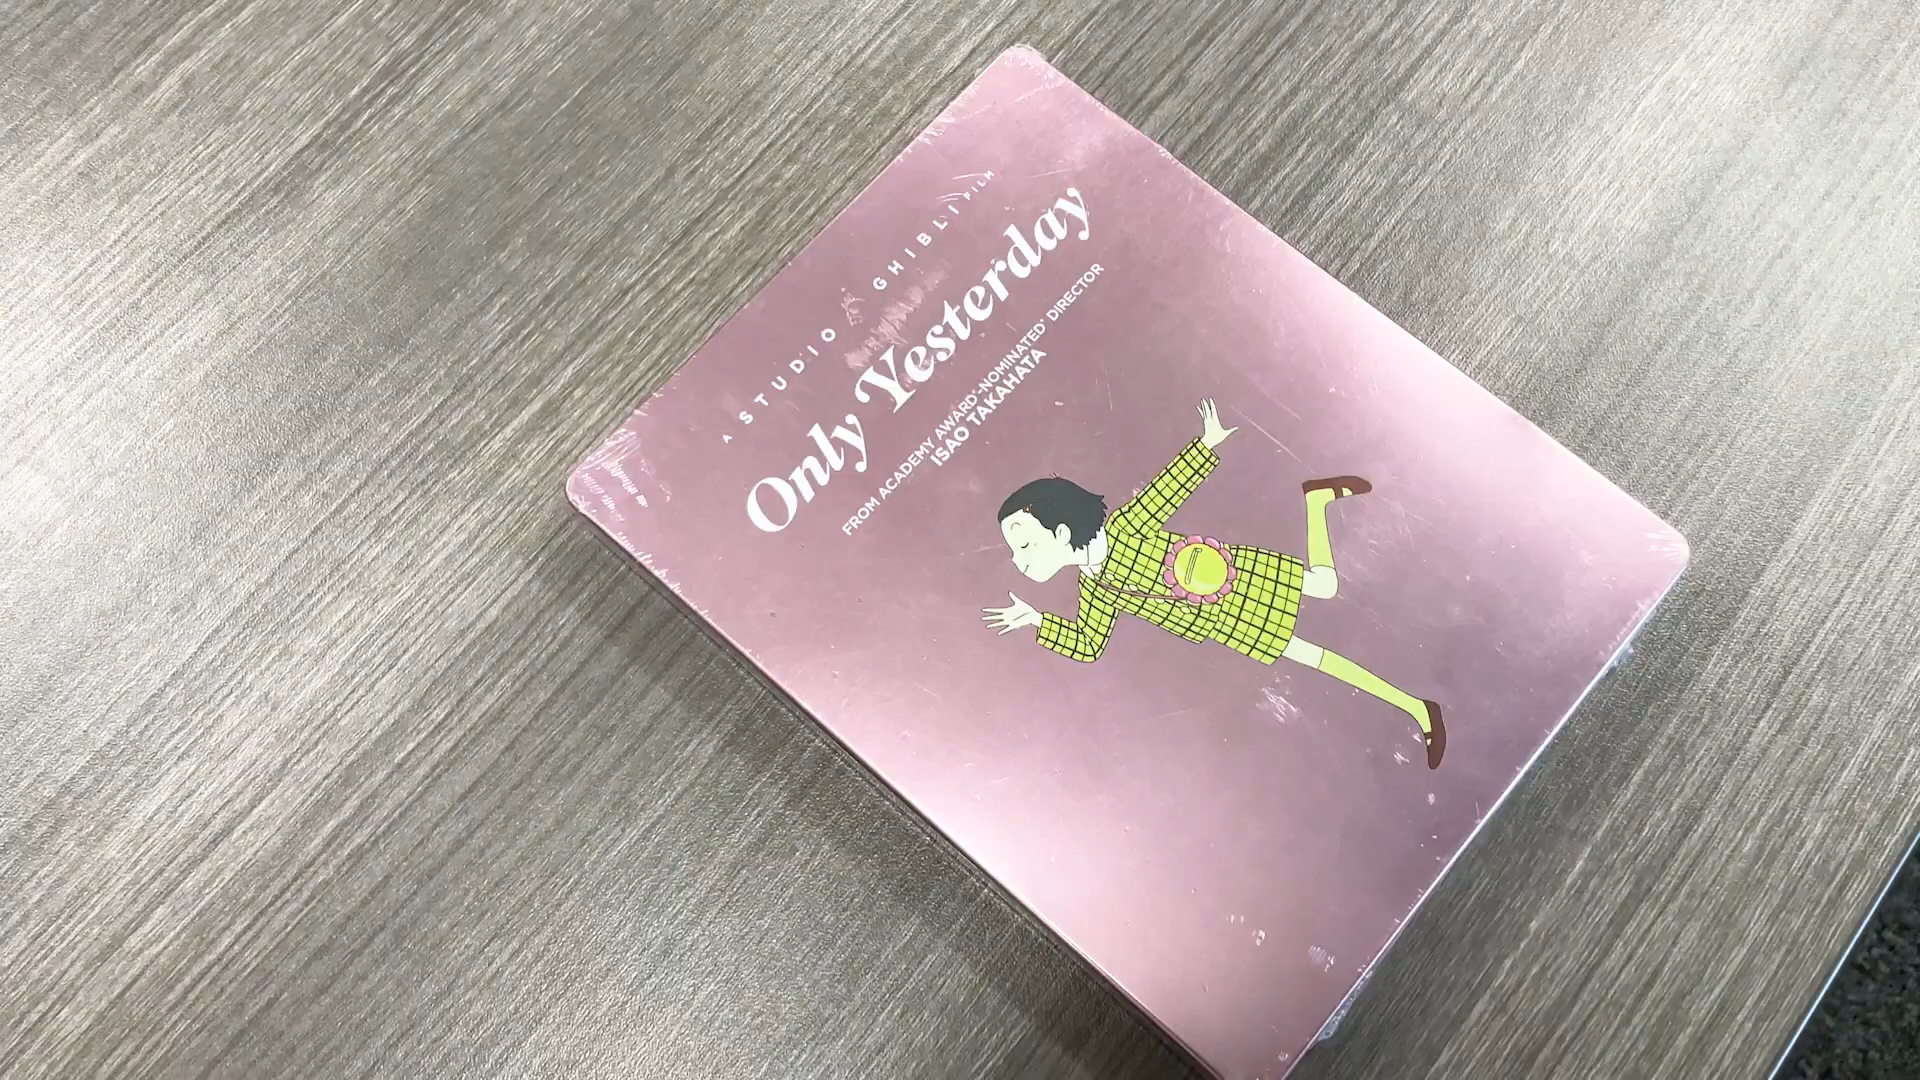 A STUDIO GHIBLI FILM
Only Yesterday
FROM ACADEMY AWARD®-NOMINATED* DIRECTOR
ISAO TAKAHATA